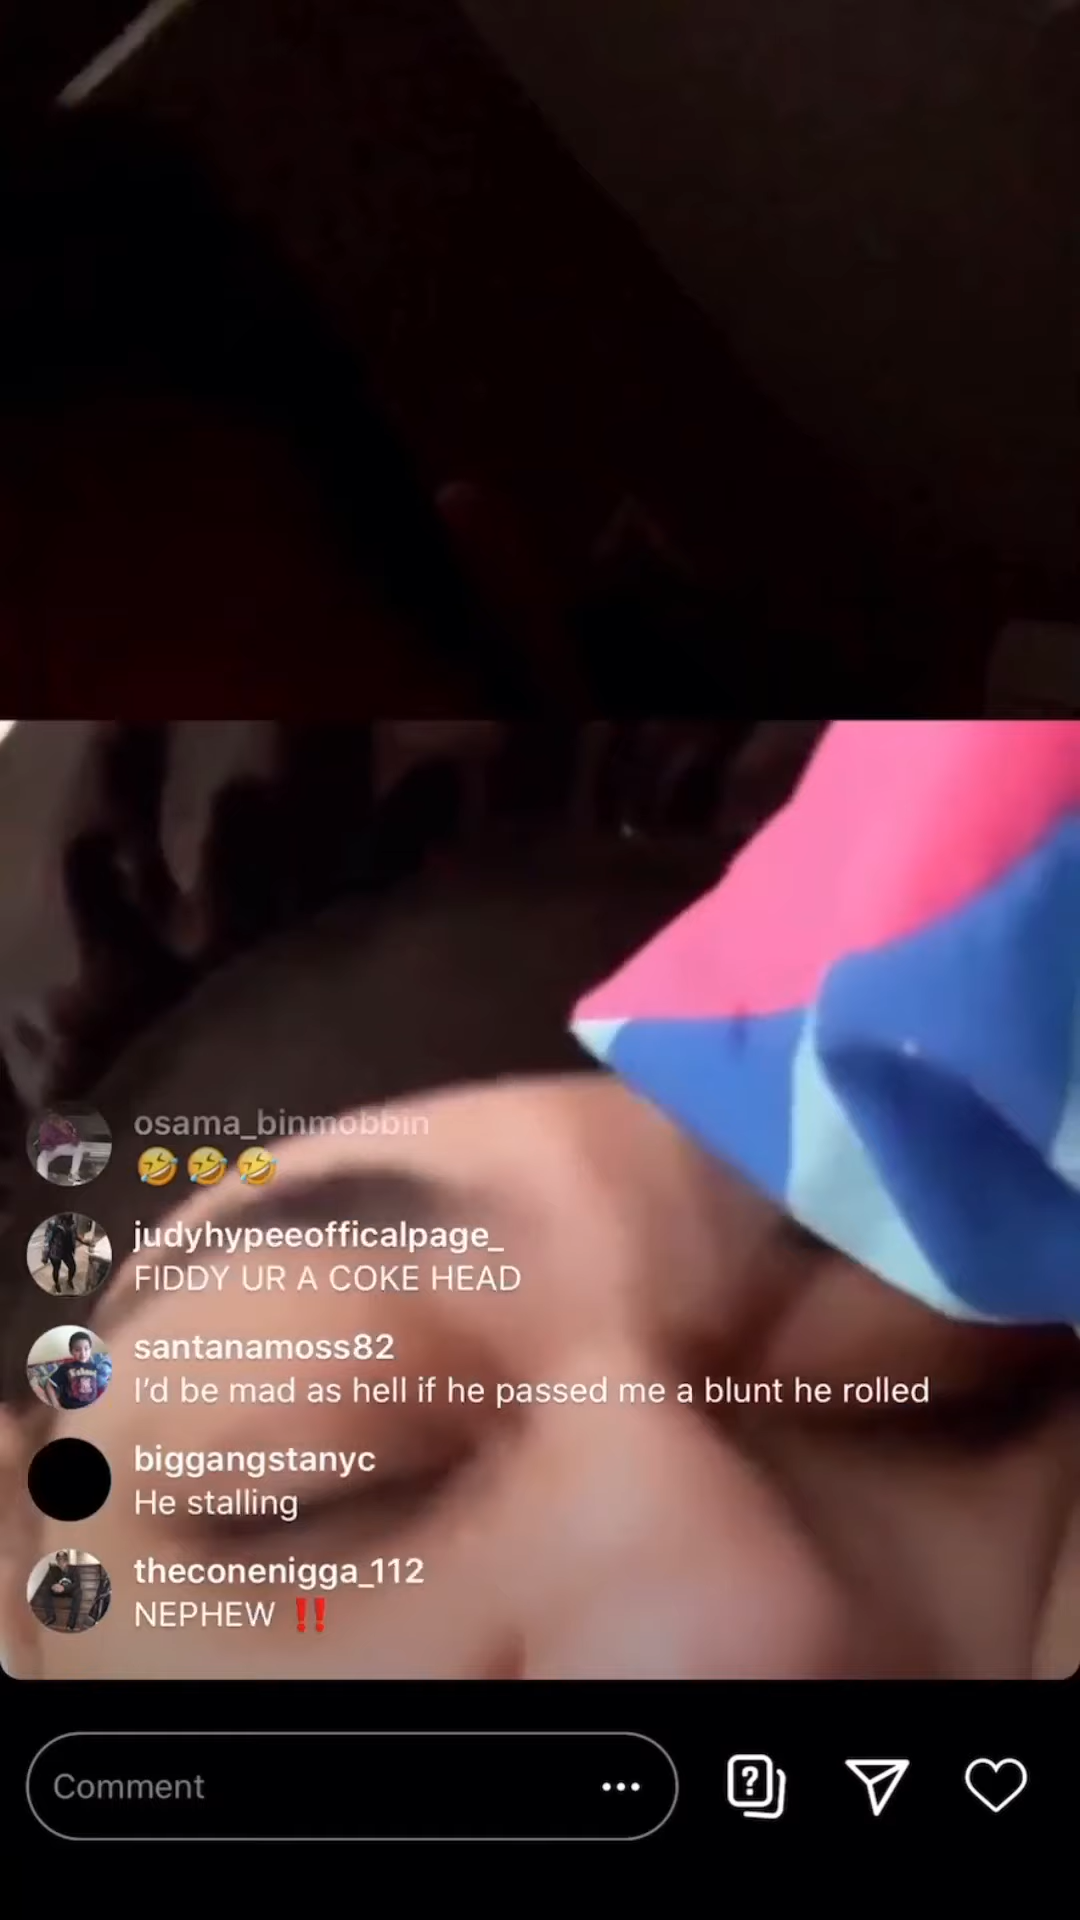 osama_binmobbin
🤣🤣🤣
judyhypeeofficalpage_
FIDDY UR A COKE HEAD
santanamoss82
I’d be mad as hell if he passed me a blunt he rolled
biggangstanyc
He stalling
theconenigga_112
NEPHEW ‼️
Comment